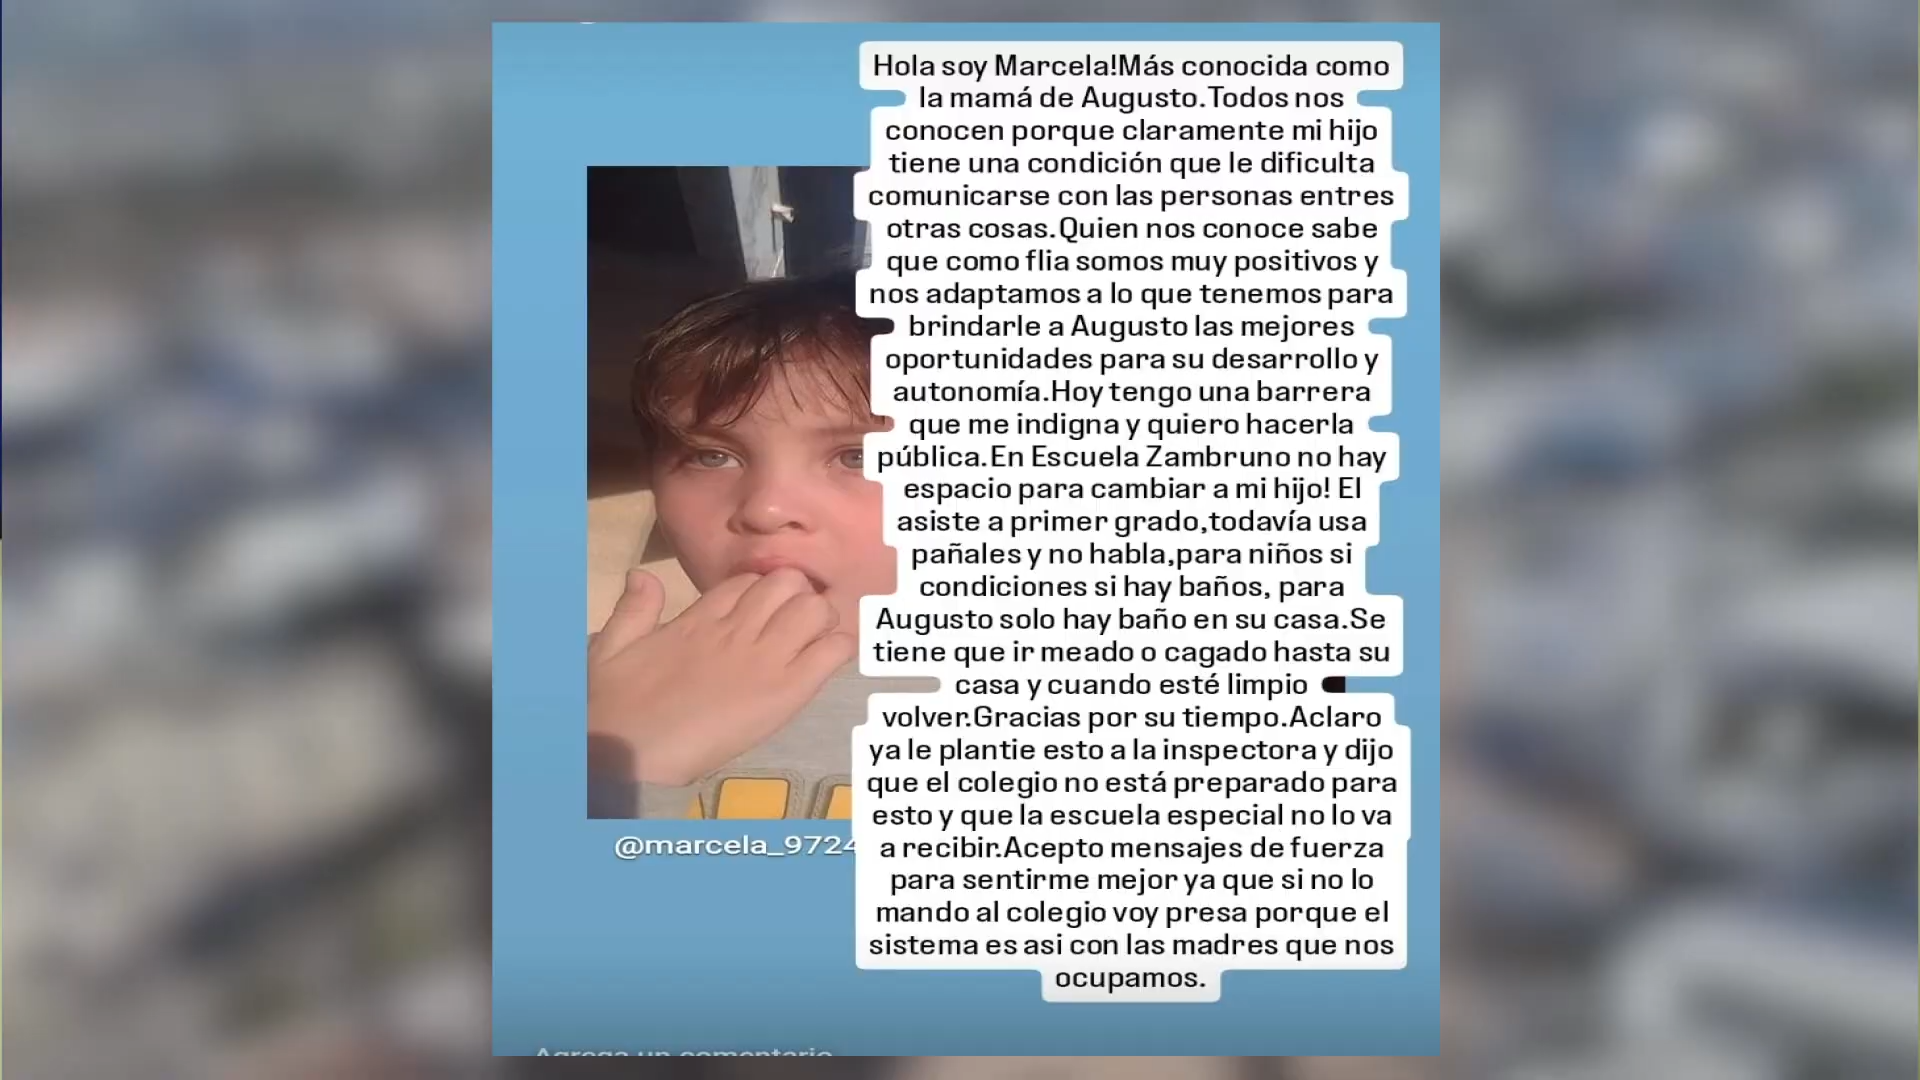 Hola soy Marcela!Más conocida como
la mamá de Augusto.Todos nos
conocen porque claramente mi hijo
tiene una condición que le dificulta
comunicarse con las personas entres
otras cosas.Quien nos conoce sabe
que como flia somos muy positivos y
nos adaptamos a lo que tenemos para
brindarle a Augusto las mejores
oportunidades para su desarrollo y
autonomía.Hoy tengo una barrera
que me indigna y quiero hacerla
pública.En Escuela Zambruno no hay
espacio para cambiar a mi hijo! El
asiste a primer grado,todavía usa
pañales y no habla,para niños si
condiciones si hay baños, para
Augusto solo hay baño en su casa.Se
tiene que ir meado o cagado hasta su
casa y cuando esté limpio
volver.Gracias por su tiempo.Aclaro
ya le plantie esto a la inspectora y dijo
que el colegio no está preparado para
esto y que la escuela especial no lo va
a recibir.Acepto mensajes de fuerza
para sentirme mejor ya que si no lo
mando al colegio voy presa porque el
sistema es asi con las madres que nos
ocupamos.
@marcela_9724
Agrega un comentario